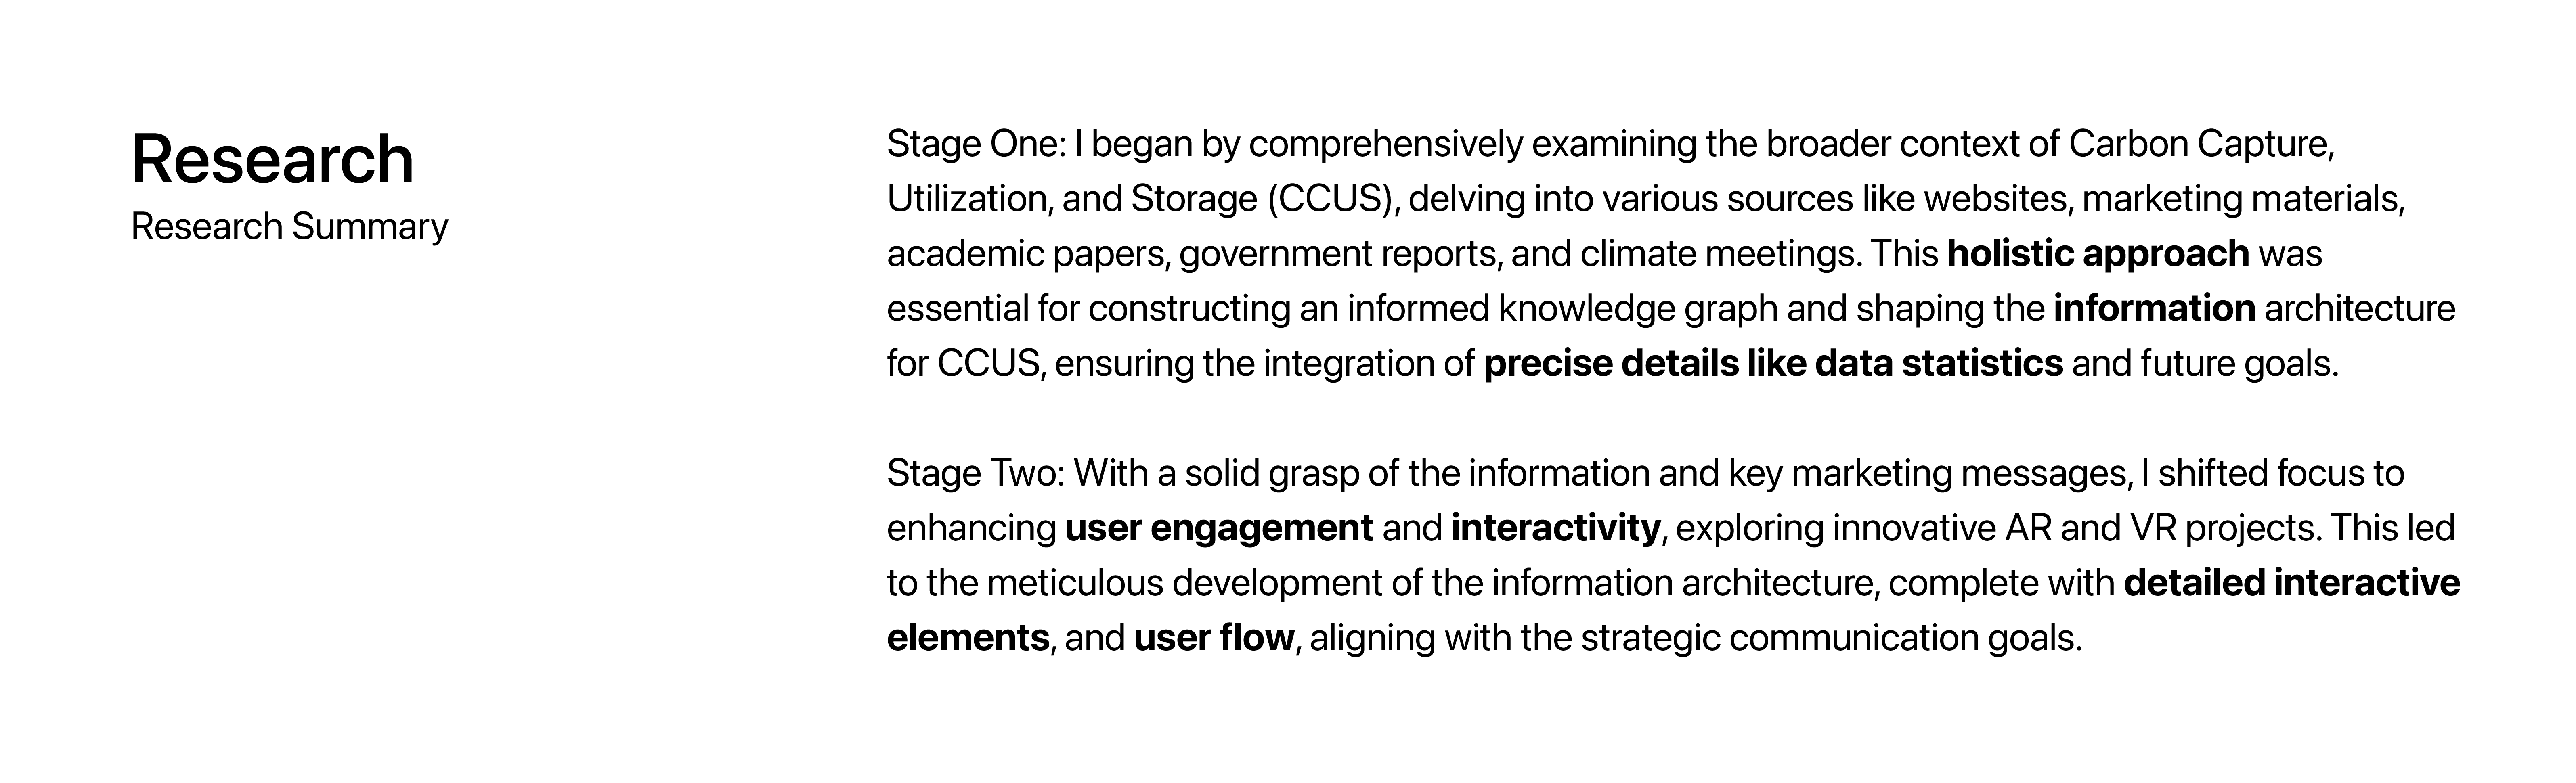 Research
Research Summary
Stage One: I began by comprehensively examining the broader context of Carbon Capture,
Utilization, and Storage (CCUS), delving into various sources like websites, marketing materials,
academic papers, government reports, and climate meetings. This holistic approach was
essential for constructing an informed knowledge graph and shaping the information architecture
for CCUS, ensuring the integration of precise details like data statistics and future goals.
Stage Two: With a solid grasp of the information and key marketing messages, I shifted focus to
enhancing user engagement and interactivity, exploring innovative AR and VR projects. This led
to the meticulous development of the information architecture, complete with detailed interactive
elements, and user flow, aligning with the strategic communication goals.